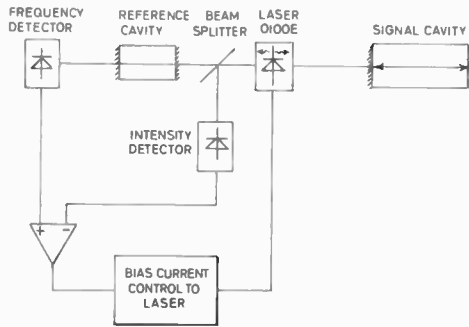 FREQUENCY
DETECTOR
REFERENCE
CAVITY
BEAM
SPLITTER
LASER
DIODE
SIGNAL CAVITY
INTENSITY
DETECTOR
+ -
BIAS CURRENT
CONTROL TO
LASER